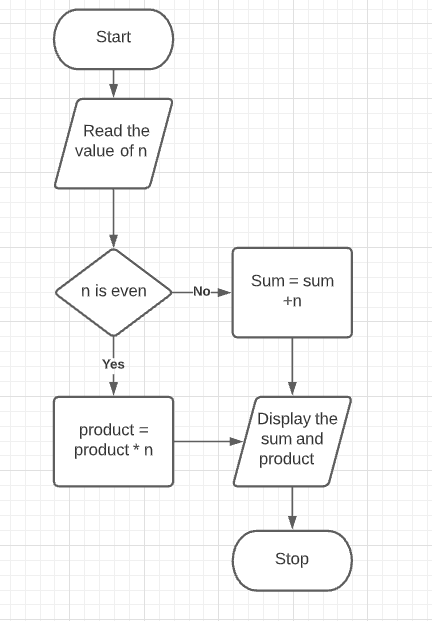 Start
Read the
value of n
n is even
No
Sum = sum
+n
Yes
product =
product * n
Display the
sum and
product
Stop